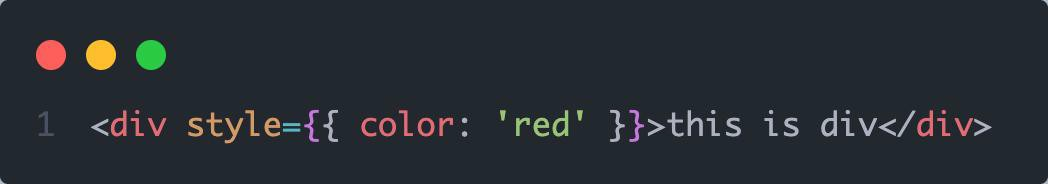 1 <div style={{ color: 'red' }}>this is div</div>